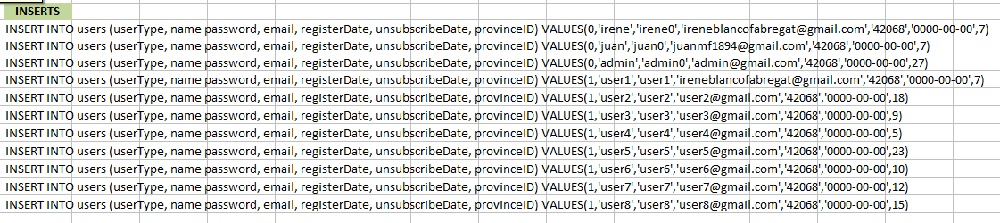 INSERTS
INSERT INTO users (userType, name password, email, registerDate, unsubscribeDate, provinceID) VALUES(0,'irene','irene0','ireneblancofabregat@gmail.com','42068','0000-00-00',7)
INSERT INTO users (userType, name password, email, registerDate, unsubscribeDate, provinceID) VALUES(0,'juan','juan0','juanmf1894@gmail.com','42068','0000-00-00',7)
INSERT INTO users (userType, name password, email, registerDate, unsubscribeDate, provinceID) VALUES(0,'admin','admin0','admin@gmail.com','42068','0000-00-00',27)
INSERT INTO users (userType, name password, email, registerDate, unsubscribeDate, provinceID) VALUES(1,'user1','user1','ireneblancofabregat@gmail.com','42068','0000-00-00',7)
INSERT INTO users (userType, name password, email, registerDate, unsubscribeDate, provinceID) VALUES(1,'user2','user2','user2@gmail.com','42068','0000-00-00',18)
INSERT INTO users (userType, name password, email, registerDate, unsubscribeDate, provinceID) VALUES(1,'user3','user3','user3@gmail.com','42068','0000-00-00',9)
INSERT INTO users (userType, name password, email, registerDate, unsubscribeDate, provinceID) VALUES(1,'user4','user4','user4@gmail.com','42068','0000-00-00',5)
INSERT INTO users (userType, name password, email, registerDate, unsubscribeDate, provinceID) VALUES(1,'user5','user5','user5@gmail.com','42068','0000-00-00',23)
INSERT INTO users (userType, name password, email, registerDate, unsubscribeDate, provinceID) VALUES(1,'user6','user6','user6@gmail.com','42068','0000-00-00',10)
INSERT INTO users (userType, name password, email, registerDate, unsubscribeDate, provinceID) VALUES(1,'user7','user7','user7@gmail.com','42068','0000-00-00',12)
INSERT INTO users (userType, name password, email, registerDate, unsubscribeDate, provinceID) VALUES(1,'user8','user8','user8@gmail.com','42068','0000-00-00',15)